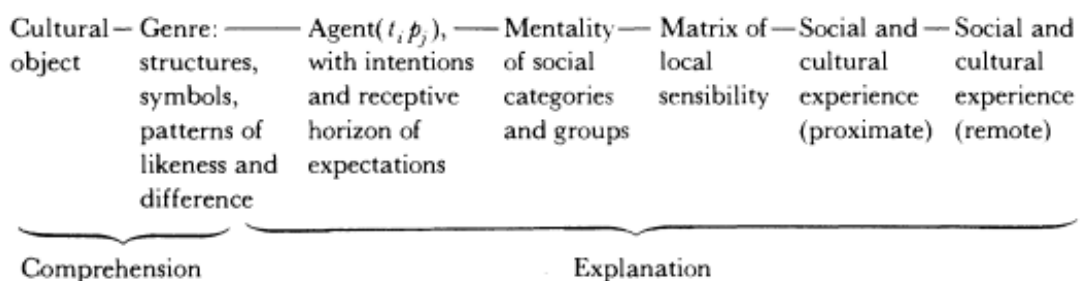 Cultural — Genre: —— Agent(t_i p_j), — Mentality — Matrix of — Social and — Social and
object structures, with intentions of social local cultural cultural
symbols, and receptive categories sensibility experience experience
patterns of horizon of and groups (proximate) (remote)
likeness and expectations
difference
Comprehension Explanation